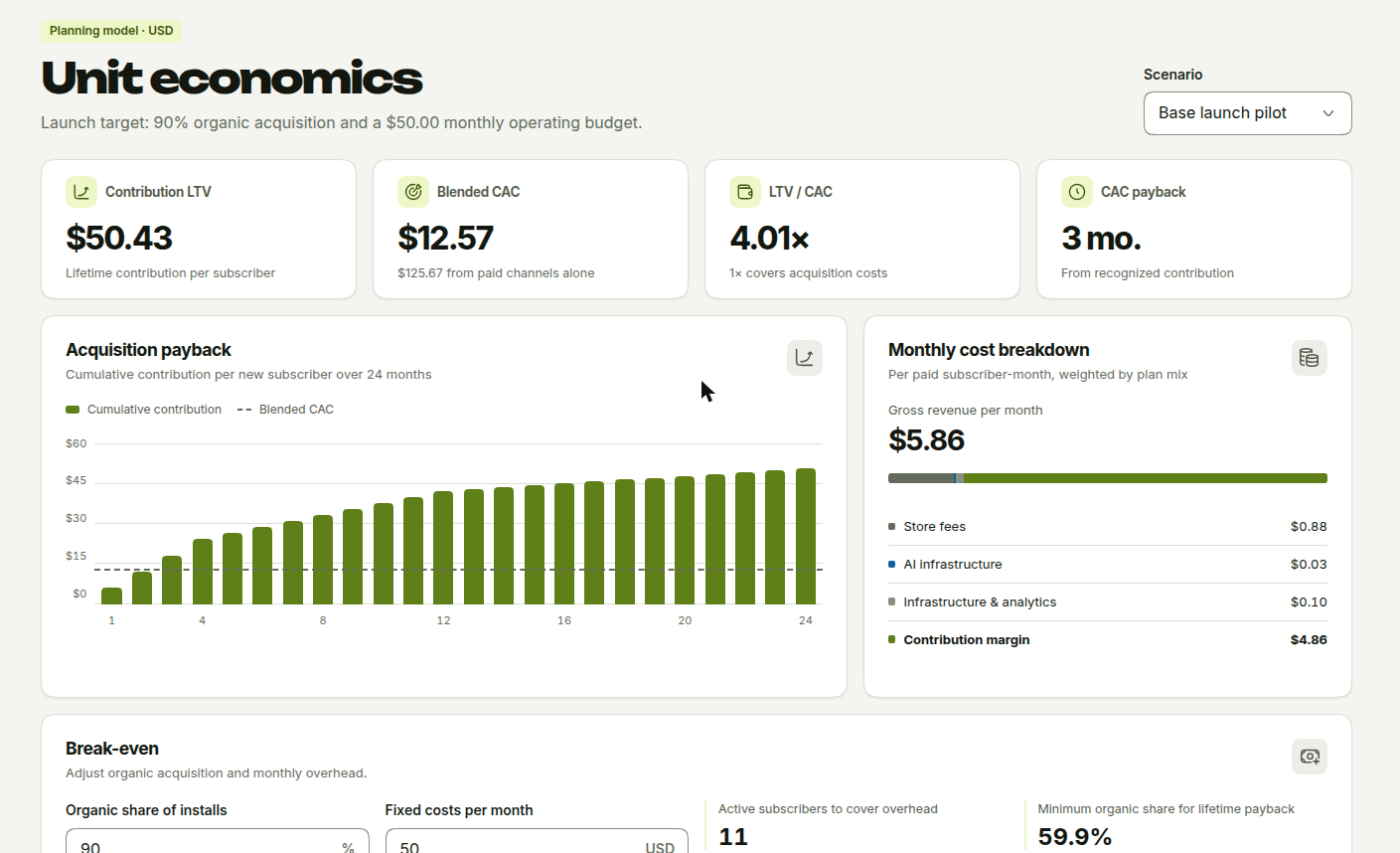 Planning model · USD
Unit economics
Launch target: 90% organic acquisition and a $50.00 monthly operating budget.
Scenario
Base launch pilot
Contribution LTV
$50.43
Lifetime contribution per subscriber
Blended CAC
$12.57
$125.67 from paid channels alone
LTV / CAC
4.01×
1× covers acquisition costs
CAC payback
3 mo.
From recognized contribution
Acquisition payback
Cumulative contribution per new subscriber over 24 months
Cumulative contribution
Blended CAC
$60
$45
$30
$15
$0
1 4 8 12 16 20 24
Monthly cost breakdown
Per paid subscriber-month, weighted by plan mix
Gross revenue per month
$5.86
Store fees $0.88
AI infrastructure $0.03
Infrastructure & analytics $0.10
Contribution margin $4.86
Break-even
Adjust organic acquisition and monthly overhead.
Organic share of installs
90 %
Fixed costs per month
50 USD
Active subscribers to cover overhead
11
Minimum organic share for lifetime payback
59.9%